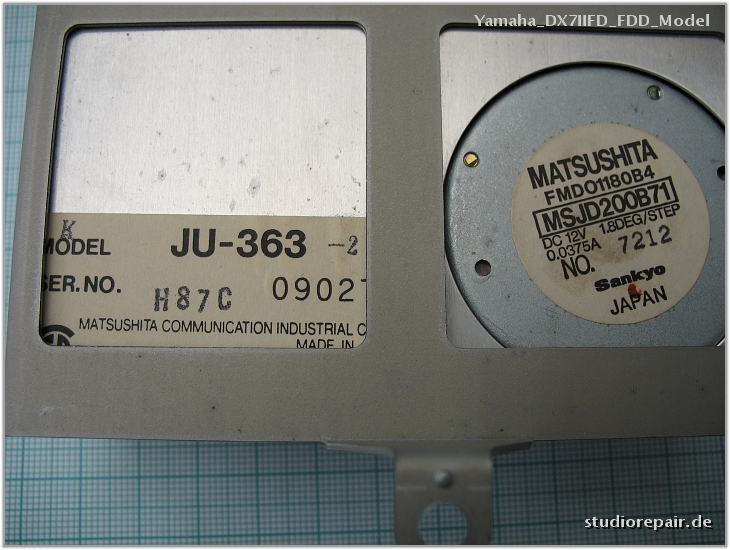 Yamaha_DX7IIFD_FDD_Model
K
MODEL JU-363 -2
SER.NO. H87C 0902
MATSUSHITA COMMUNICATION INDUSTRIAL C
MADE IN
MATSUSHITA
FMD01180B4
MSJD200B71
DC 12V 1.8DEG/STEP
0.0375A
NO. 7212
Sankyo
JAPAN
studiorepair.de